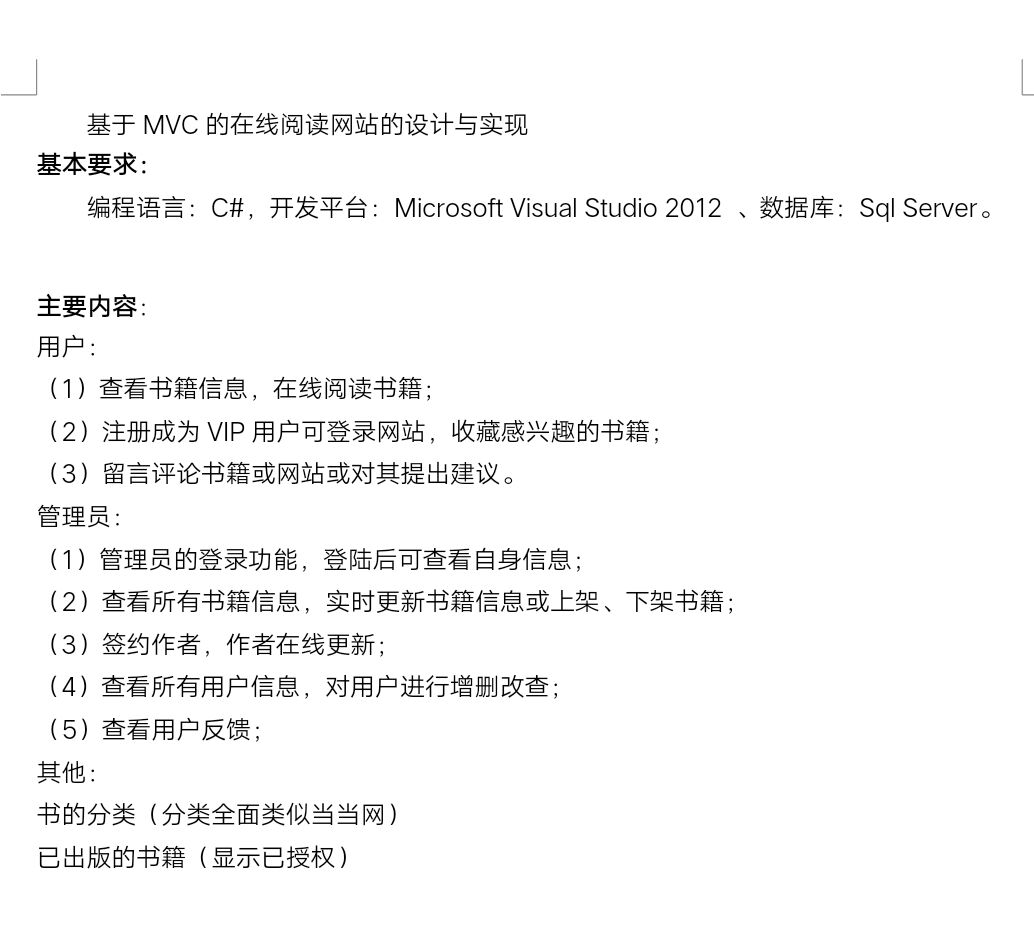 基于 MVC 的在线阅读网站的设计与实现
基本要求：
编程语言：C#，开发平台：Microsoft Visual Studio 2012 、数据库：Sql Server。
主要内容：
用户：
（1）查看书籍信息，在线阅读书籍；
（2）注册成为 VIP 用户可登录网站，收藏感兴趣的书籍；
（3）留言评论书籍或网站或对其提出建议。
管理员：
（1）管理员的登录功能，登陆后可查看自身信息；
（2）查看所有书籍信息，实时更新书籍信息或上架、下架书籍；
（3）签约作者，作者在线更新；
（4）查看所有用户信息，对用户进行增删改查；
（5）查看用户反馈；
其他：
书的分类（分类全面类似当当网）
已出版的书籍（显示已授权）